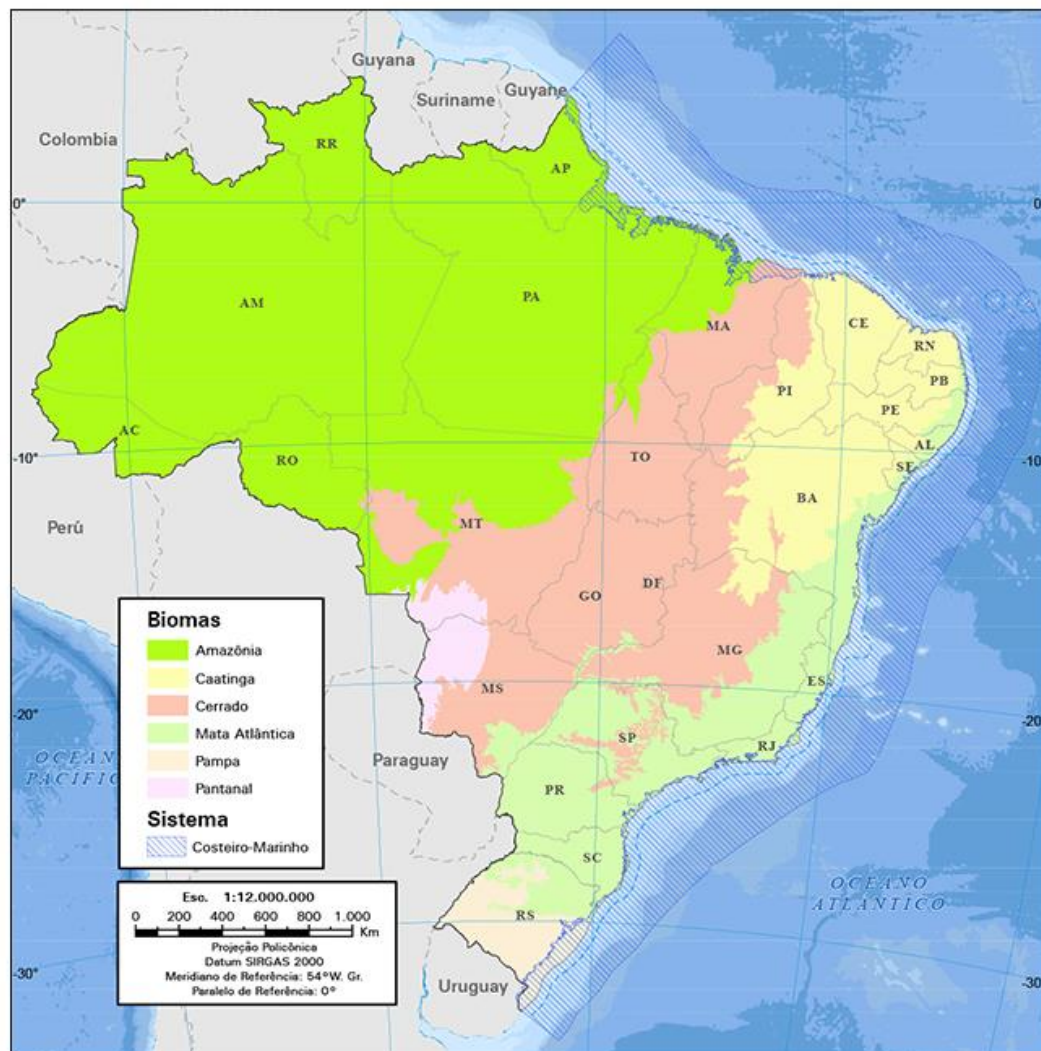 Guyana
Suriname
Guyane
Colombia
RR
AP
0°
0
AM
PA
MA
CE
RN
PB
PI
PE
AC
AL
-10°
RO
TO
SE
-10
BA
MT
Perú
GO
DF
MG
MS
ES
-20°
-20
SP
RJ
OCEANO
PACÍFICO
Paraguay
PR
SC
OCEANO
ATLÂNTICO
RS
-30°
-30
Uruguay
Biomas
Amazônia
Caatinga
Cerrado
Mata Atlântica
Pampa
Pantanal
Sistema
Costeiro-Marinho
Esc. 1:12.000.000
0 200 400 600 800 1.000
Km
Projeção Policônica
Datum SIRGAS 2000
Meridiano de Referência: 54°W. Gr.
Paralelo de Referência: 0°